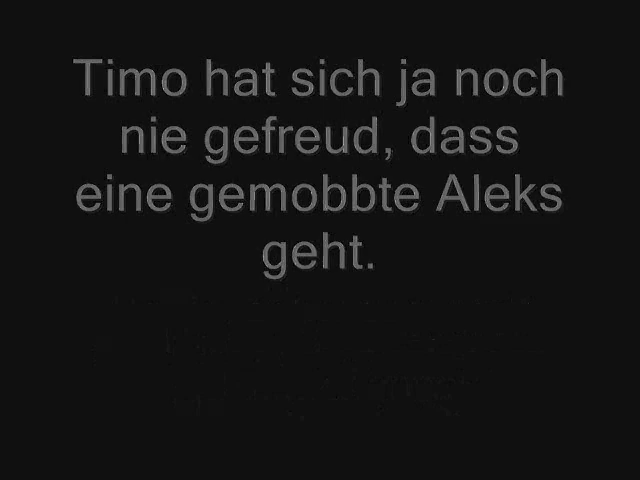 Timo hat sich ja noch
nie gefreud, dass
eine gemobbte Aleks
geht.